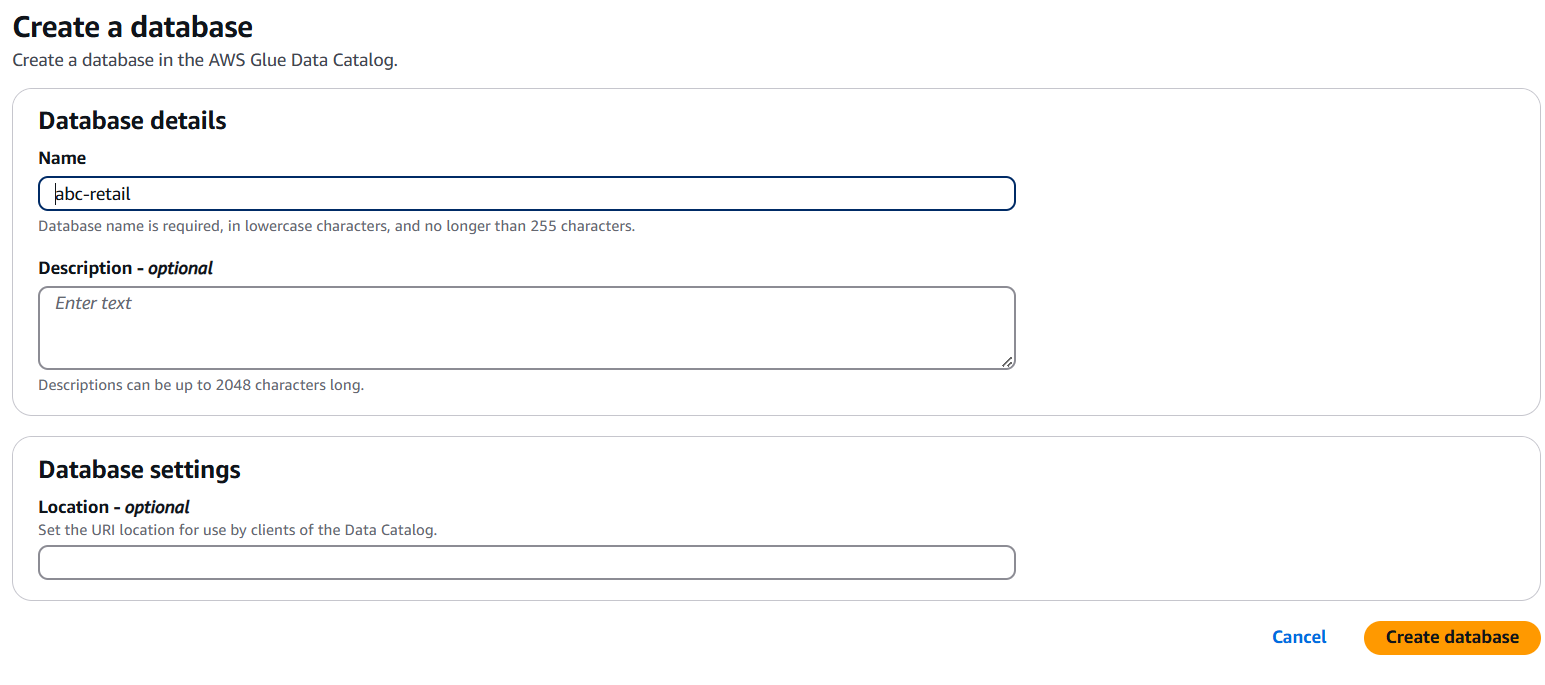 Create a database
Create a database in the AWS Glue Data Catalog.
Database details
Name
abc-retail
Database name is required, in lowercase characters, and no longer than 255 characters.
Description - optional
Enter text
Descriptions can be up to 2048 characters long.
Database settings
Location - optional
Set the URI location for use by clients of the Data Catalog.
Cancel
Create database